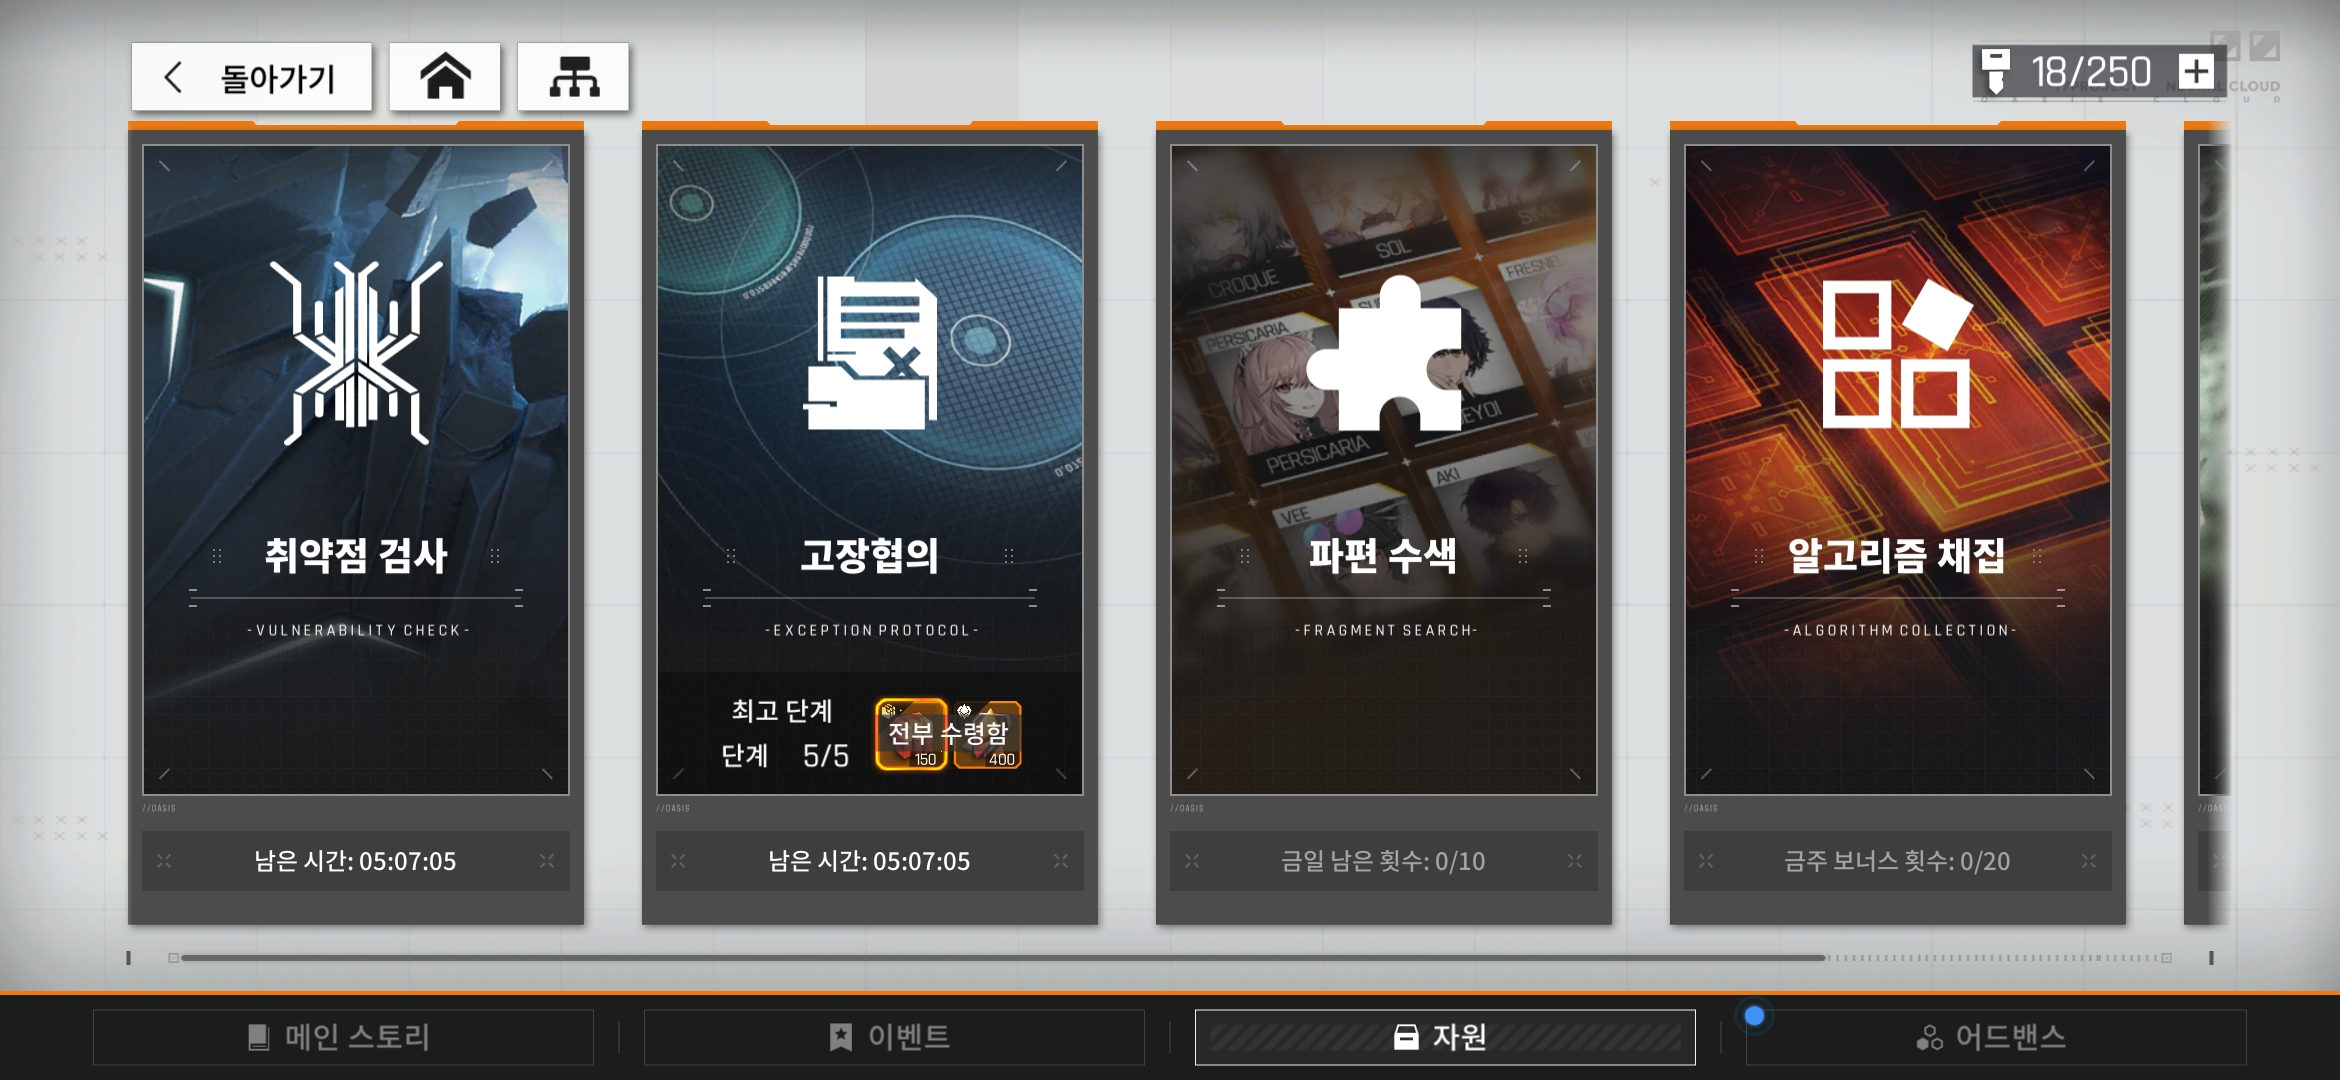 돌아가기
18/250
NEURAL CLOUD
CROQUE
SOL
FRESNEL
PERSICARIA
PERSICARIA
AKI
VEE
취약점 검사
-VULNERABILITY CHECK-
고장협의
-EXCEPTION PROTOCOL-
파편 수색
-FRAGMENT SEARCH-
알고리즘 채집
-ALGORITHM COLLECTION-
최고 단계
단계 5/5
전부 수령함
150
400
//OASIS
//OASIS
//OASIS
//OASIS
남은 시간: 05:07:05
남은 시간: 05:07:05
금일 남은 횟수: 0/10
금주 보너스 횟수: 0/20
메인 스토리
이벤트
자원
어드밴스